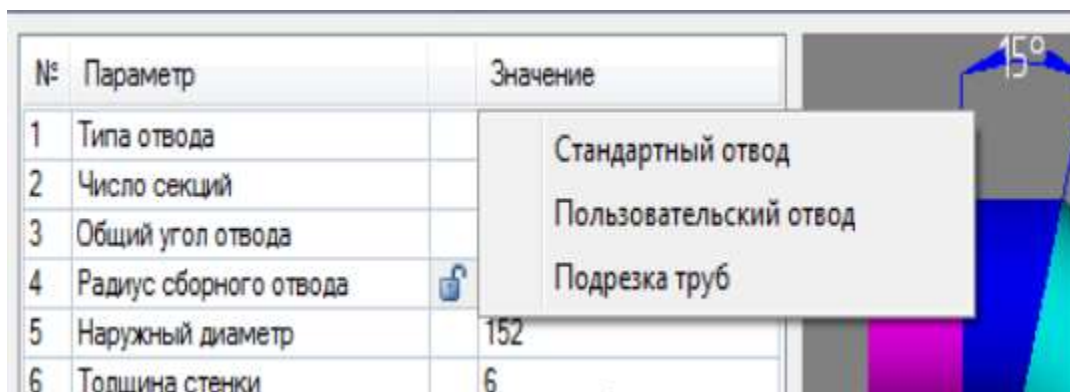 № Параметр Значение
15°
1 Типа отвода
Стандартный отвод
2 Число секций
Пользовательский отвод
3 Общий угол отвода
4 Радиус сборного отвода
Подрезка труб
5 Наружный диаметр 152
6 Толщина стенки 6